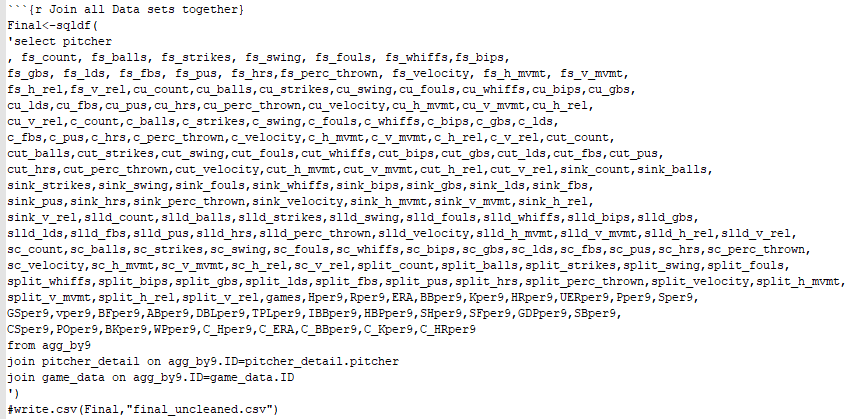 ```{r Join all Data sets together}
Final<-sqldf(
'select pitcher
, fs_count, fs_balls, fs_strikes, fs_swing, fs_fouls, fs_whiffs,fs_bips,
fs_gbs, fs_lds, fs_fbs, fs_pus, fs_hrs,fs_perc_thrown, fs_velocity, fs_h_mvmt, fs_v_mvmt,
fs_h_rel,fs_v_rel,cu_count,cu_balls,cu_strikes,cu_swing,cu_fouls,cu_whiffs,cu_bips,cu_gbs,
cu_lds,cu_fbs,cu_pus,cu_hrs,cu_perc_thrown,cu_velocity,cu_h_mvmt,cu_v_mvmt,cu_h_rel,
cu_v_rel,c_count,c_balls,c_strikes,c_swing,c_fouls,c_whiffs,c_bips,c_gbs,c_lds,
c_fbs,c_pus,c_hrs,c_perc_thrown,c_velocity,c_h_mvmt,c_v_mvmt,c_h_rel,c_v_rel,cut_count,
cut_balls,cut_strikes,cut_swing,cut_fouls,cut_whiffs,cut_bips,cut_gbs,cut_lds,cut_fbs,cut_pus,
cut_hrs,cut_perc_thrown,cut_velocity,cut_h_mvmt,cut_v_mvmt,cut_h_rel,cut_v_rel,sink_count,sink_balls,
sink_strikes,sink_swing,sink_fouls,sink_whiffs,sink_bips,sink_gbs,sink_lds,sink_fbs,
sink_pus,sink_hrs,sink_perc_thrown,sink_velocity,sink_h_mvmt,sink_v_mvmt,sink_h_rel,
sink_v_rel,slld_count,slld_balls,slld_strikes,slld_swing,slld_fouls,slld_whiffs,slld_bips,slld_gbs,
slld_lds,slld_fbs,slld_pus,slld_hrs,slld_perc_thrown,slld_velocity,slld_h_mvmt,slld_v_mvmt,slld_h_rel,slld_v_rel,
sc_count,sc_balls,sc_strikes,sc_swing,sc_fouls,sc_whiffs,sc_bips,sc_gbs,sc_lds,sc_fbs,sc_pus,sc_hrs,sc_perc_thrown,
sc_velocity,sc_h_mvmt,sc_v_mvmt,sc_h_rel,sc_v_rel,split_count,split_balls,split_strikes,split_swing,split_fouls,
split_whiffs,split_bips,split_gbs,split_lds,split_fbs,split_pus,split_hrs,split_perc_thrown,split_velocity,split_h_mvmt,
split_v_mvmt,split_h_rel,split_v_rel,games,Hper9,Rper9,ERA,BBper9,Kper9,HRper9,UERper9,Pper9,Sper9,
GSper9,vper9,BFper9,ABper9,DBLper9,TPLper9,IBBper9,HBPper9,SHper9,SFper9,GDPper9,SBper9,
CSper9,POper9,BKper9,WPper9,C_Hper9,C_ERA,C_BBper9,C_Kper9,C_HRper9
from agg_by9
join pitcher_detail on agg_by9.ID=pitcher_detail.pitcher
join game_data on agg_by9.ID=game_data.ID
')
#write.csv(Final,"final_uncleaned.csv")